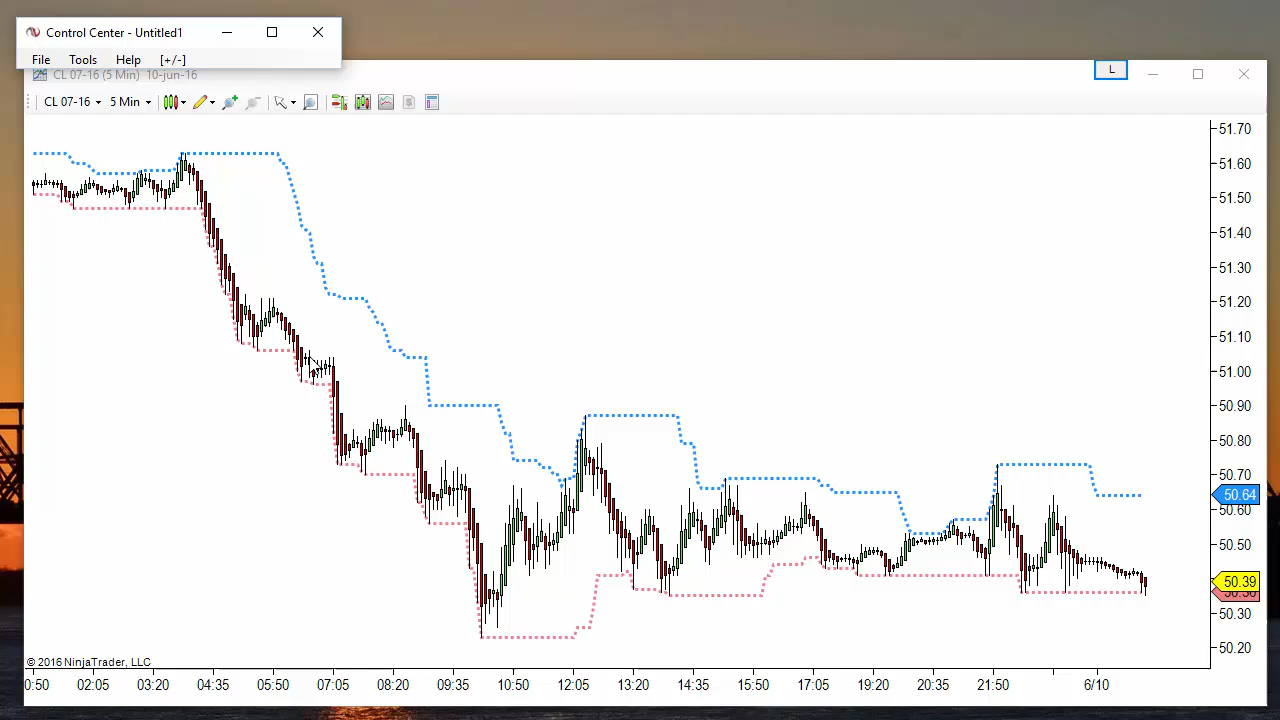 Control Center - Untitled1
File Tools Help [+/-]
CL 07-16 (5 Min) 10-jun-16
L
CL 07-16 5 Min
51.70
51.60
51.50
51.40
51.30
51.20
51.10
51.00
50.90
50.80
50.70
50.64
50.60
50.50
50.39
50.30
50.20
© 2016 NinjaTrader, LLC
0:50 02:05 03:20 04:35 05:50 07:05 08:20 09:35 10:50 12:05 13:20 14:35 15:50 17:05 19:20 20:35 21:50 6/10